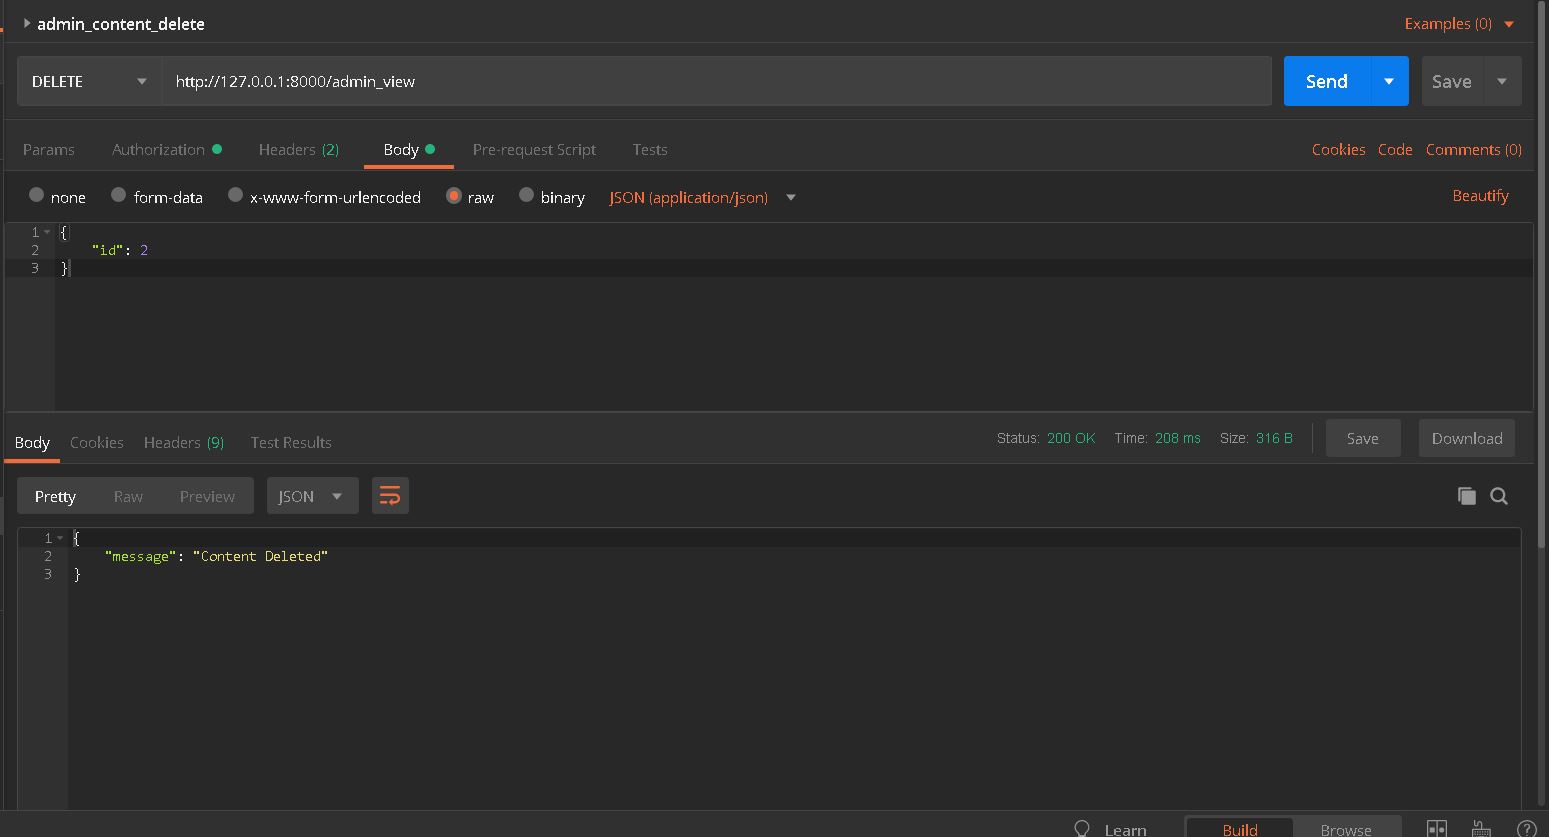 admin_content_delete Examples (0)
DELETE http://127.0.0.1:8000/admin_view Send Save
Params Authorization Headers (2) Body Pre-request Script Tests Cookies Code Comments (0)
none form-data x-www-form-urlencoded raw binary JSON (application/json) Beautify
1 {
2 "id": 2
3 }
Body Cookies Headers (9) Test Results Status: 200 OK Time: 208 ms Size: 316 B Save Download
Pretty Raw Preview JSON
1 {
2 "message": "Content Deleted"
3 }
Learn Build Browse ?